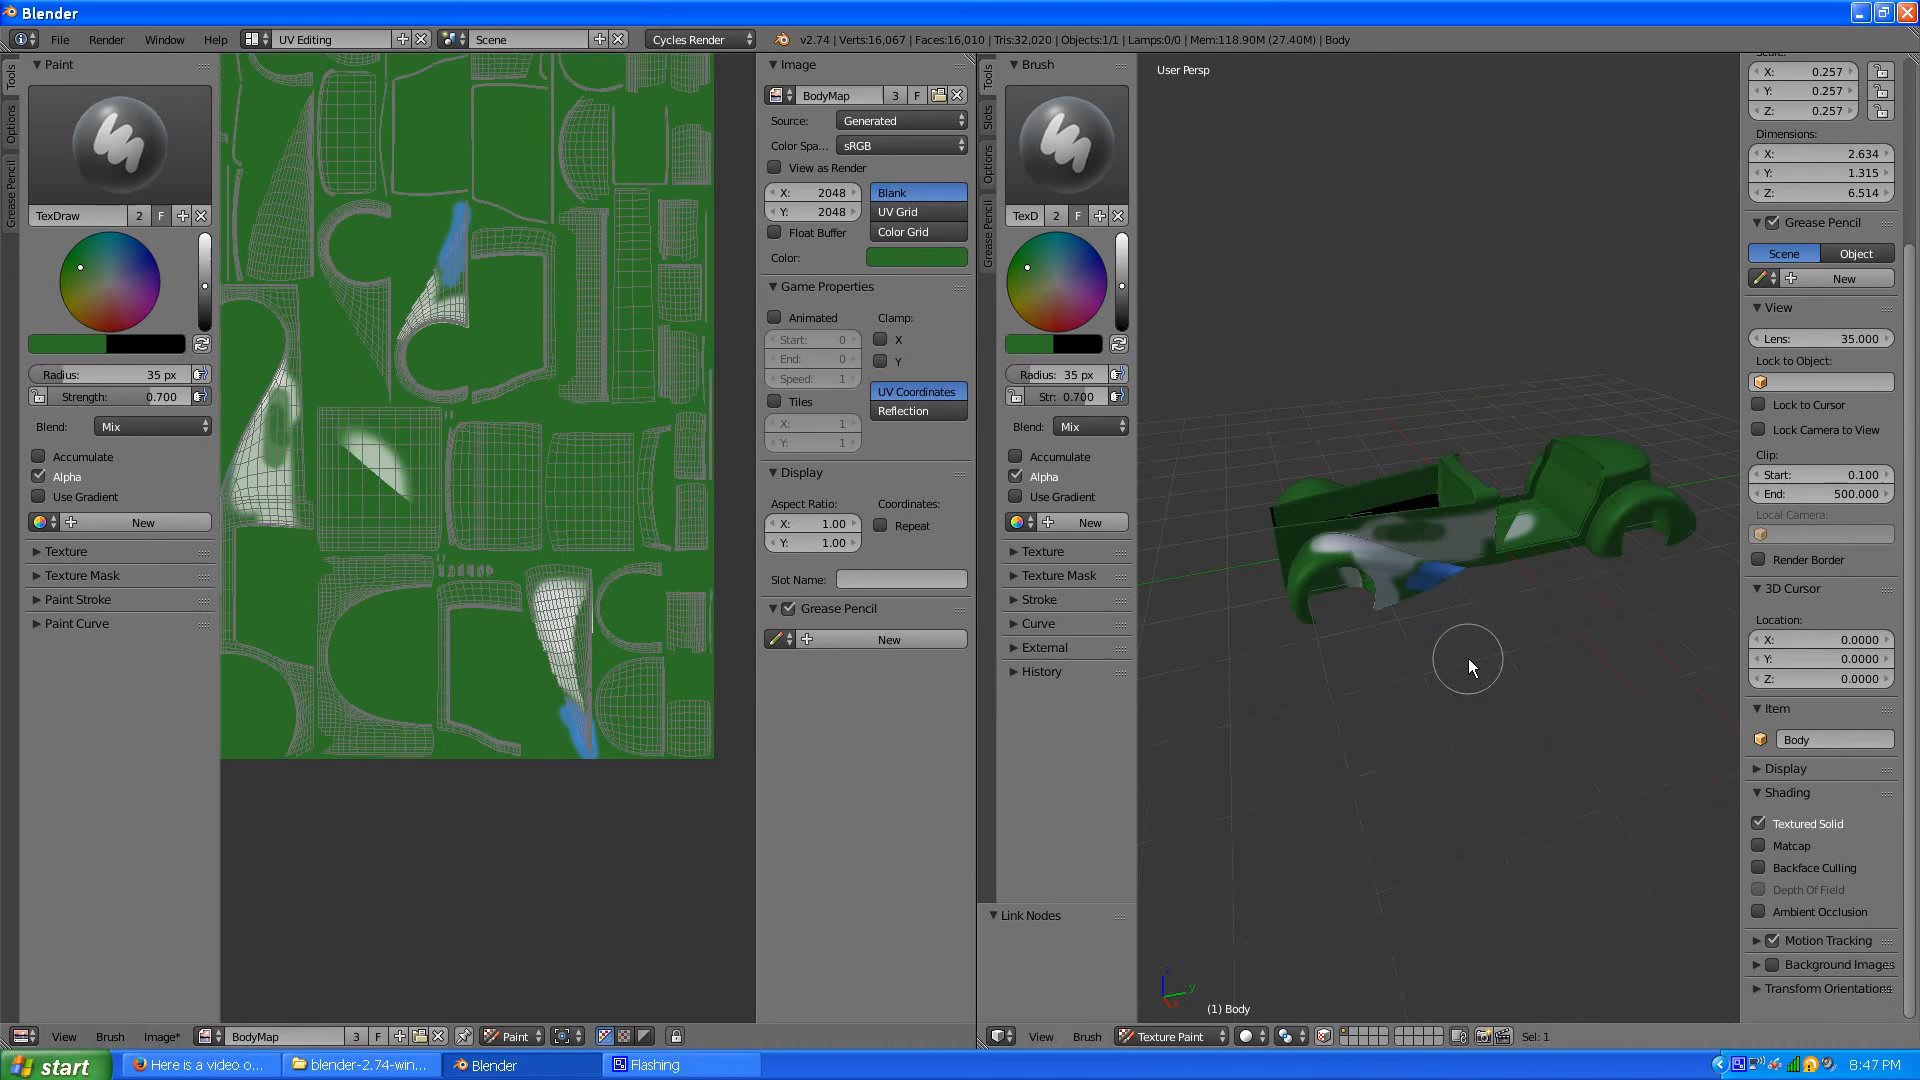 Blender
File Render Window Help UV Editing Scene Cycles Render v2.74 | Verts:16,067 | Faces:16,010 | Tris:32,020 | Objects:1/1 | Lamps:0/0 | Mem:118.90M (27.40M) | Body
Tools
Options
Grease Pencil
Paint
TexDraw 2 F
Radius: 35 px
Strength: 0.700
Blend: Mix
Accumulate
Alpha
Use Gradient
New
Texture
Texture Mask
Paint Stroke
Paint Curve
Image
BodyMap 3 F
Source: Generated
Color Spa... sRGB
View as Render
X: 2048 Blank
Y: 2048 UV Grid
Float Buffer Color Grid
Color:
Game Properties
Animated Clamp:
Start: 0 X
End: 0 Y
Speed: 1
Tiles UV Coordinates
X: 1 Reflection
Y: 1
Display
Aspect Ratio: Coordinates:
X: 1.00 Repeat
Y: 1.00
Slot Name:
Grease Pencil
New
Tools
Slots
Options
Grease Pencil
Brush
TexD 2 F
Radius: 35 px
Str: 0.700
Blend: Mix
Accumulate
Alpha
Use Gradient
New
Texture
Texture Mask
Stroke
Curve
External
History
Link Nodes
User Persp
y
(1) Body
X: 0.257
Y: 0.257
Z: 0.257
Dimensions:
X: 2.634
Y: 1.315
Z: 6.514
Grease Pencil
Scene Object
New
View
Lens: 35.000
Lock to Object:
Lock to Cursor
Lock Camera to View
Clip:
Start: 0.100
End: 500.000
Local Camera:
Render Border
3D Cursor
Location:
X: 0.0000
Y: 0.0000
Z: 0.0000
Item
Body
Display
Shading
Textured Solid
Matcap
Backface Culling
Depth Of Field
Ambient Occlusion
Motion Tracking
Background Images
Transform Orientations
View Brush Image* BodyMap 3 F Paint
View Brush Texture Paint Sel: 1
start Here is a video o... blender-2.74-win... Blender Flashing 8:47 PM